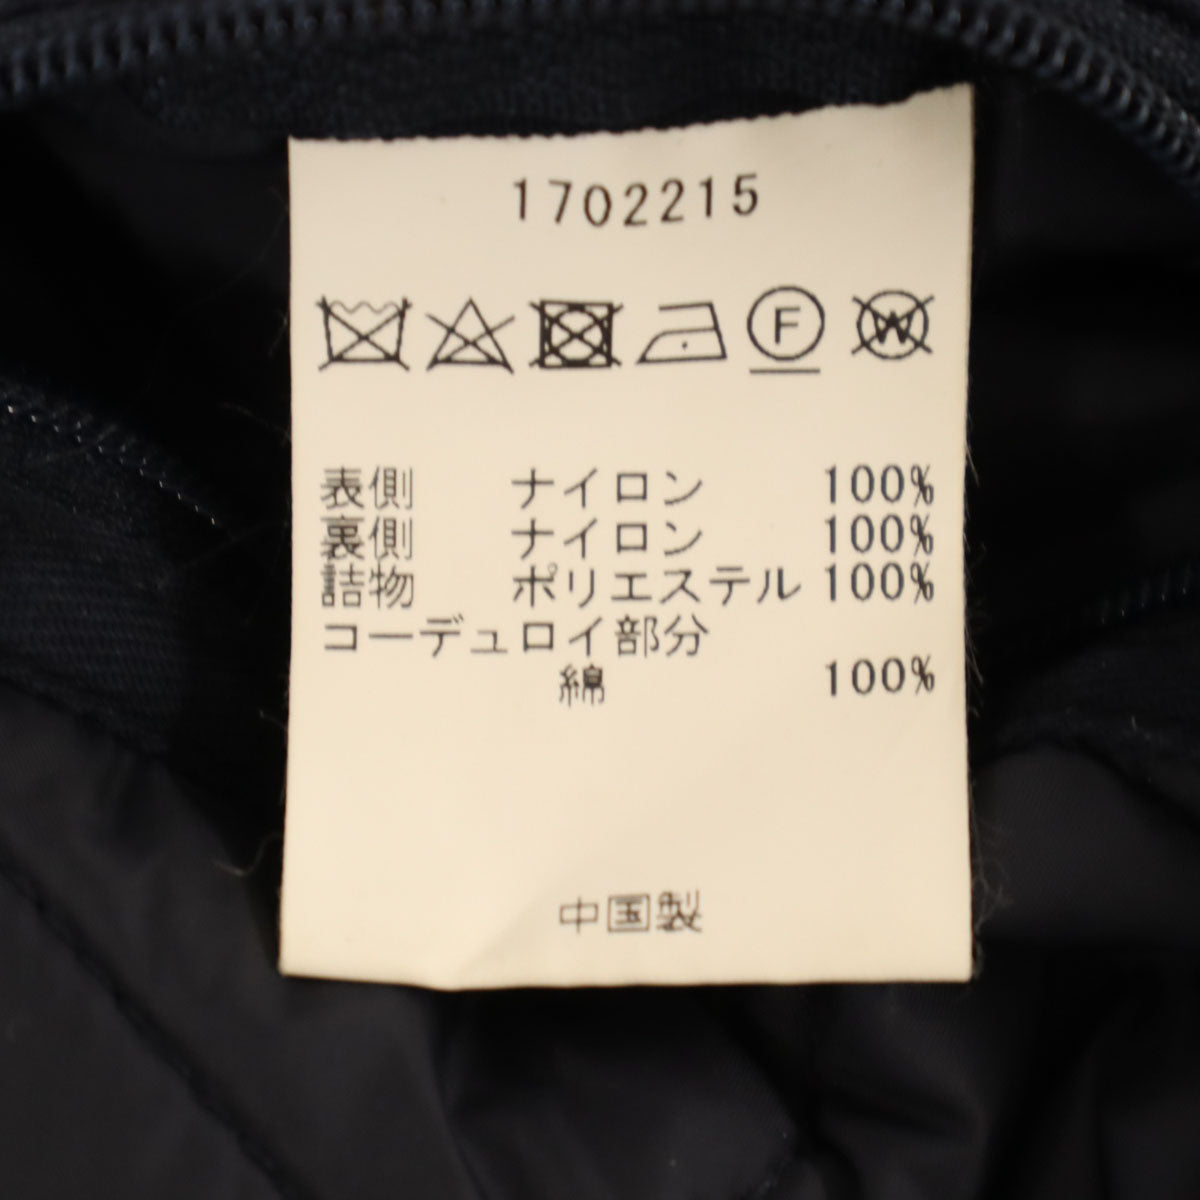 1702215
F W
表側 ナイロン 100%
裏側 ナイロン 100%
詰物 ポリエステル 100%
コーデュロイ部分
綿 100%
中国製